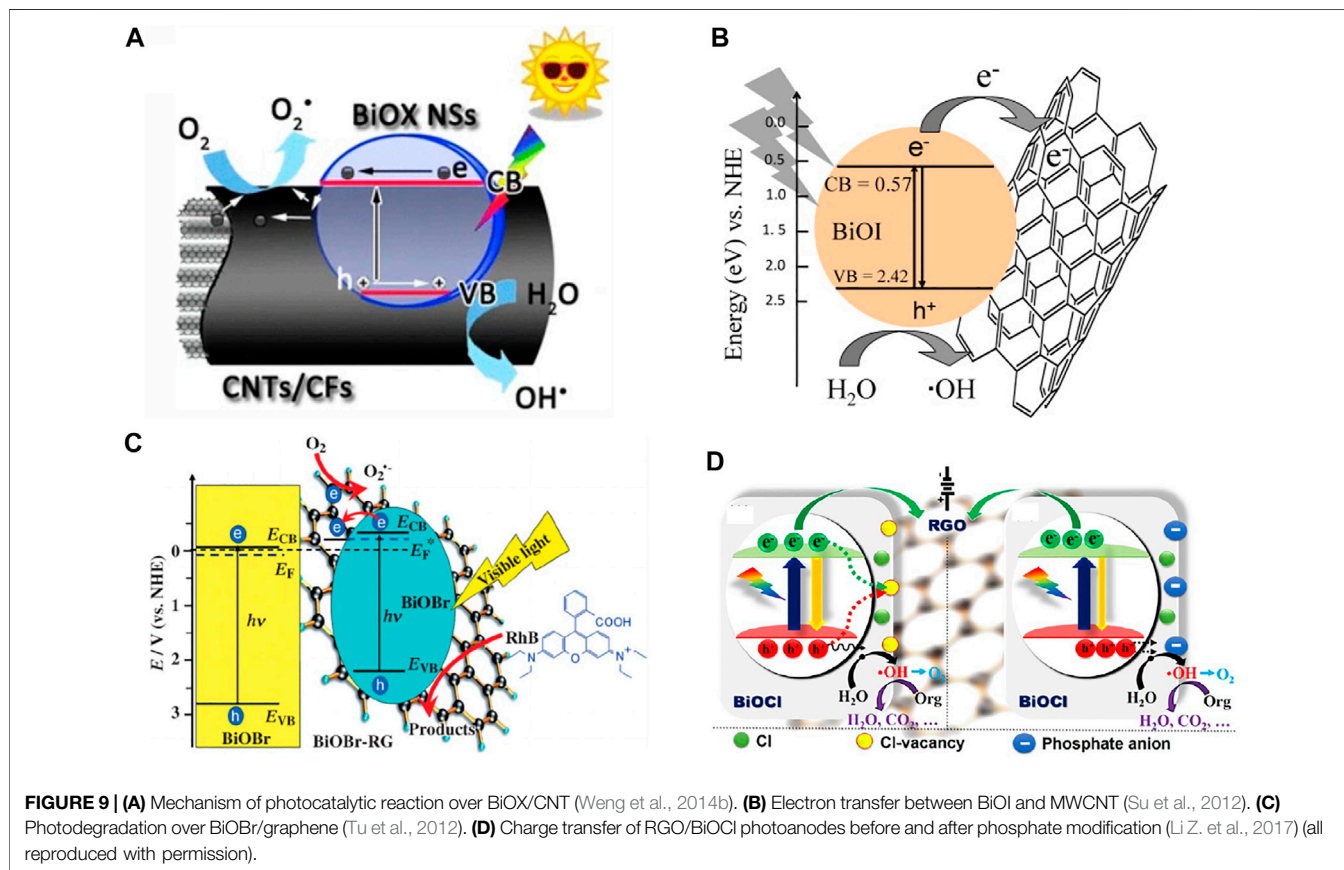 A
O₂
O₂•
BiOX NSs
e
CB
h
+
+
VB
H₂O
OH•
CNTs/CFs
B
Energy (eV) vs. NHE
0.0
0.5
1.0
1.5
2.0
2.5
e⁻
e⁻
e⁻
CB = 0.57
BiOI
VB = 2.42
h⁺
H₂O
·OH
C
E / V (vs. NHE)
0
1
2
3
e
E_CB
E_F
hν
h
E_VB
BiOBr
O₂
O₂•⁻
e
e
e
E_CB
E_F*
BiOBr
hν
E_VB
h
BiOBr-RG
Visible light
RhB
COOH
N
O
N⁺
Products
D
RGO
+
e⁻ e⁻ e⁻
h⁺ h⁺ h⁺
BiOCl
H₂O
·OH→O₂
Org
H₂O, CO₂, ...
e⁻ e⁻ e⁻
h⁺ h⁺ h⁺
BiOCl
H₂O
·OH→O₂
Org
H₂O, CO₂, ...
Cl
Cl-vacancy
Phosphate anion
FIGURE 9 | (A) Mechanism of photocatalytic reaction over BiOX/CNT (Weng et al., 2014b). (B) Electron transfer between BiOI and MWCNT (Su et al., 2012). (C)
Photodegradation over BiOBr/graphene (Tu et al., 2012). (D) Charge transfer of RGO/BiOCl photoanodes before and after phosphate modification (Li Z. et al., 2017) (all
reproduced with permission).